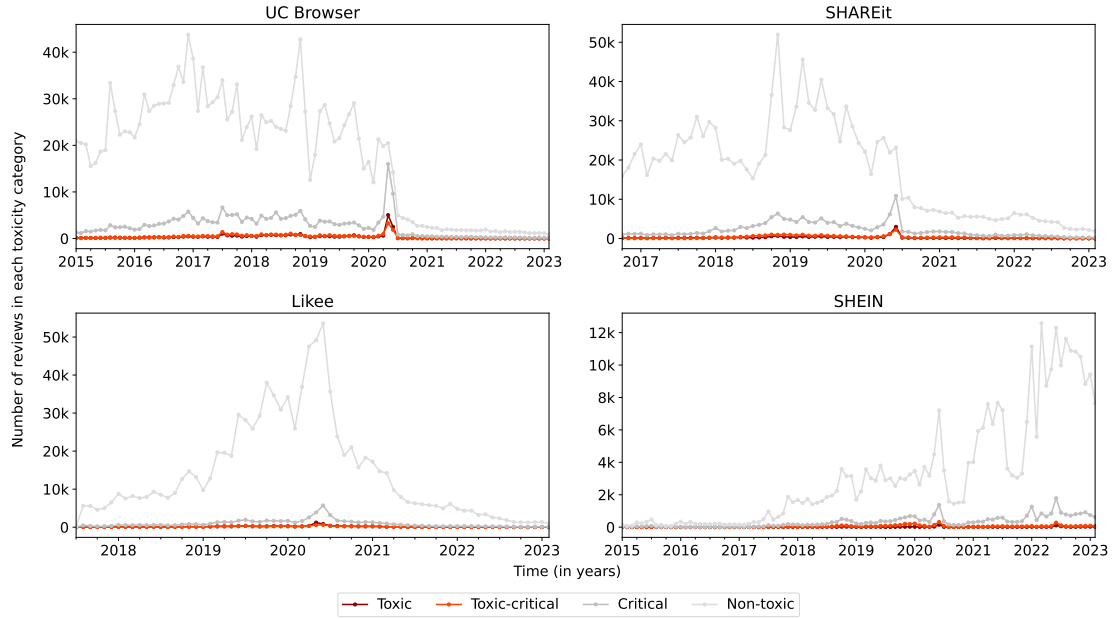 UC Browser
SHAREit
Number of reviews in each toxicity category
40k
30k
20k
10k
0
2015 2016 2017 2018 2019 2020 2021 2022 2023
50k
40k
30k
20k
10k
0
2017 2018 2019 2020 2021 2022 2023
Likee
SHEIN
50k
40k
30k
20k
10k
0
2018 2019 2020 2021 2022 2023
12k
10k
8k
6k
4k
2k
0
2015 2016 2017 2018 2019 2020 2021 2022 2023
Time (in years)
Toxic Toxic-critical Critical Non-toxic